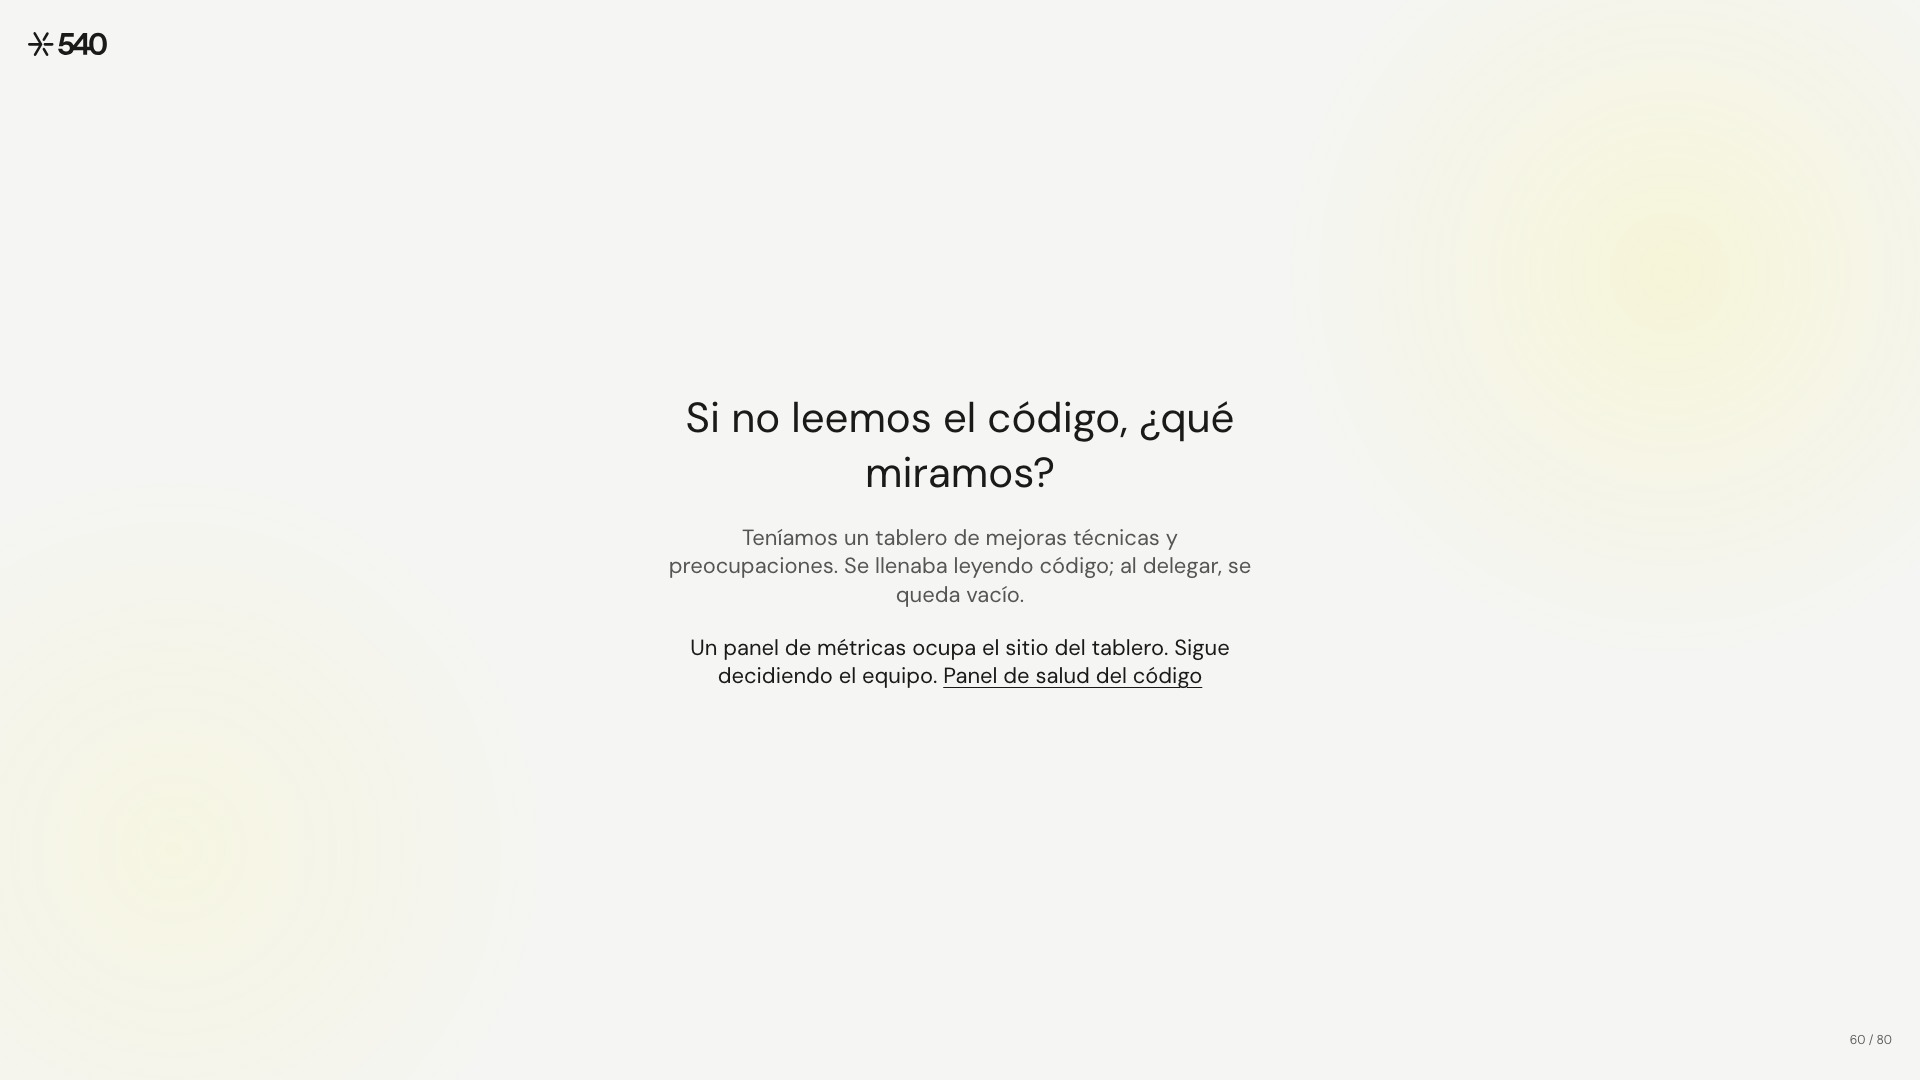 540
Si no leemos el código, ¿qué
miramos?
Teníamos un tablero de mejoras técnicas y
preocupaciones. Se llenaba leyendo código; al delegar, se
queda vacío.
Un panel de métricas ocupa el sitio del tablero. Sigue
decidiendo el equipo. Panel de salud del código
60 / 80